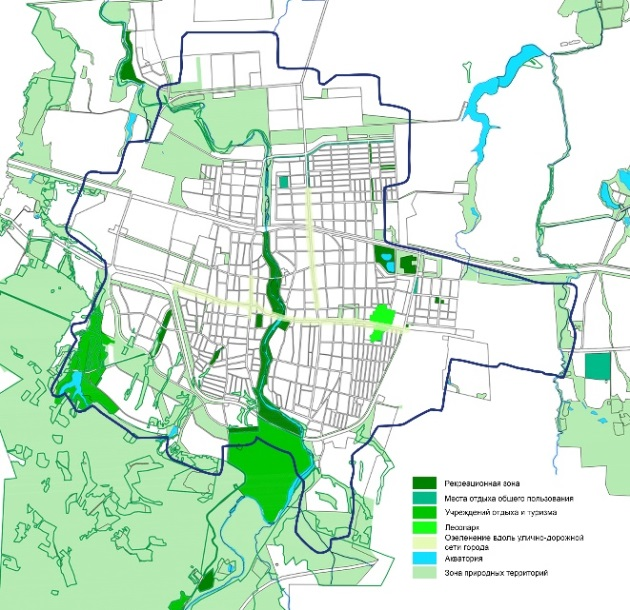 Рекреационная зона
Места отдыха общего пользования
Учреждений отдыха и туризма
Лесопарк
Озеленение вдоль улично-дорожной
сети города
Акватория
Зона природных территорий